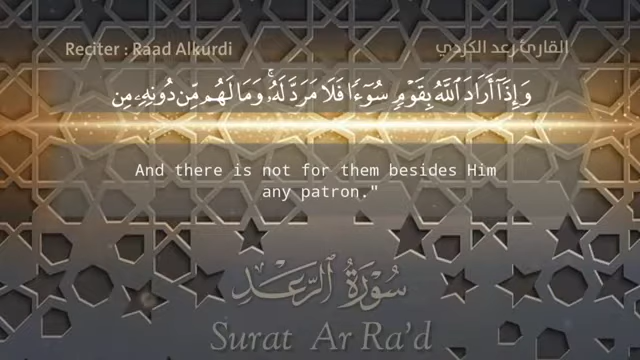 Reciter : Raad Alkurdi
القارئ رعد الكردي
وَإِذَآ أَرَادَ ٱللَّهُ بِقَوْمٍ سُوٓءًا فَلَا مَرَدَّ لَهُۥ ۚ وَمَا لَهُم مِّن دُونِهِۦ مِن
And there is not for them besides Him
any patron."
سُورَةُ ٱلرَّعْدِ
Surat Ar Ra'd